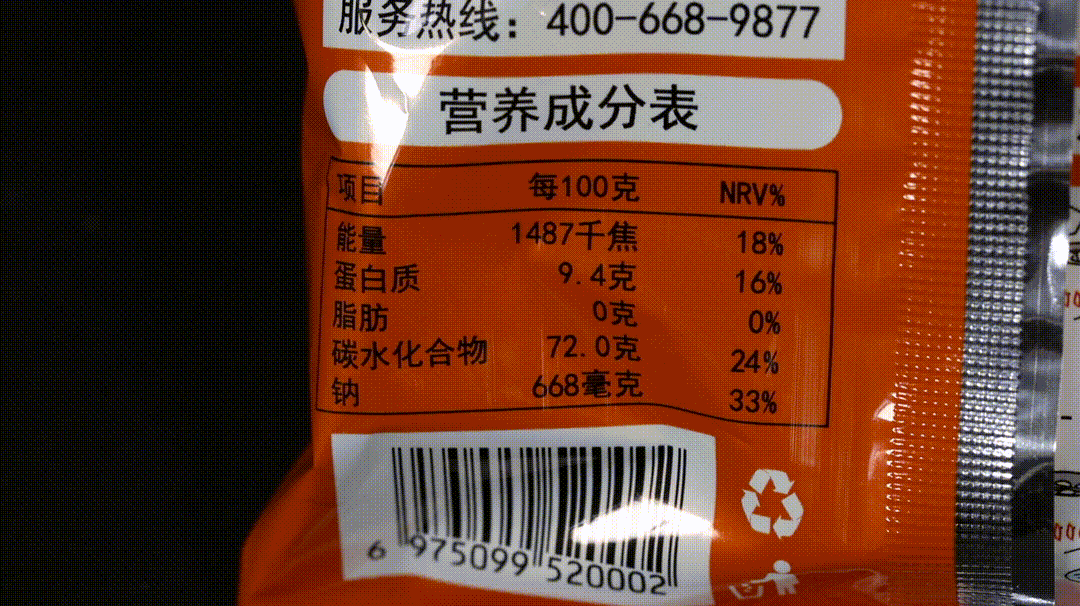 服务热线：400-668-9877
营养成分表
项目 每100克 NRV%
能量 1487千焦 18%
蛋白质 9.4克 16%
脂肪 0克 0%
碳水化合物 72.0克 24%
钠 668毫克 33%
6 975099 520002